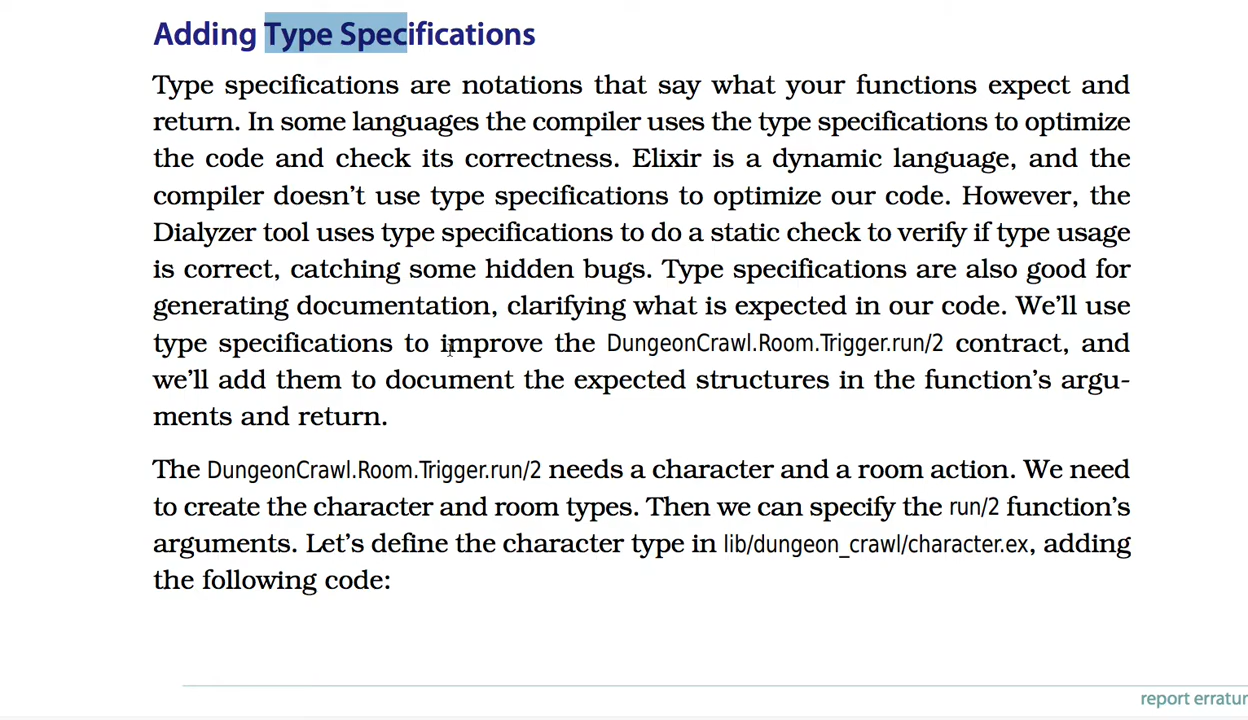 Adding Type Specifications
Type specifications are notations that say what your functions expect and
return. In some languages the compiler uses the type specifications to optimize
the code and check its correctness. Elixir is a dynamic language, and the
compiler doesn’t use type specifications to optimize our code. However, the
Dialyzer tool uses type specifications to do a static check to verify if type usage
is correct, catching some hidden bugs. Type specifications are also good for
generating documentation, clarifying what is expected in our code. We’ll use
type specifications to improve the DungeonCrawl.Room.Trigger.run/2 contract, and
we’ll add them to document the expected structures in the function’s argu-
ments and return.
The DungeonCrawl.Room.Trigger.run/2 needs a character and a room action. We need
to create the character and room types. Then we can specify the run/2 function’s
arguments. Let’s define the character type in lib/dungeon_crawl/character.ex, adding
the following code:
report erratur